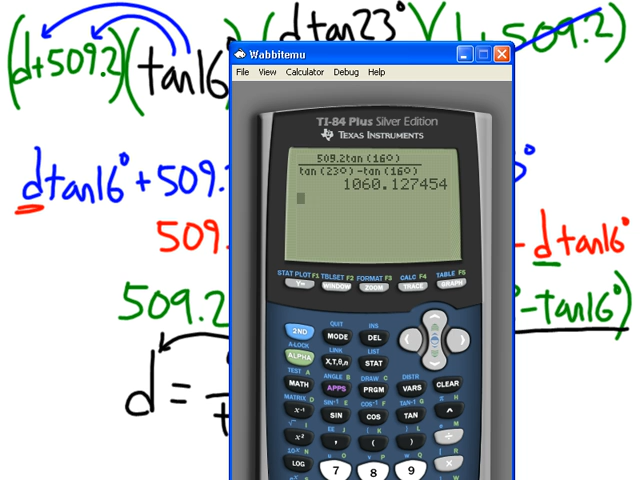 (d+509.2)(tan16° (dtan23°)(d+509.2)
Wabbitemu
File View Calculator Debug Help
TI-84 Plus Silver Edition
TEXAS INSTRUMENTS
509.2tan(16°)
tan(23°)-tan(16°)
1060.127454
dtan16°+509. 3°
509. - dtan16°
509.2 ° -tan16°)
d =
STAT PLOT F1 TBLSET F2 FORMAT F3 CALC F4 TABLE F5
Y= WINDOW ZOOM TRACE GRAPH
QUIT INS
2ND MODE DEL
A-LOCK LINK LIST
ALPHA X,T,θ,n STAT
TEST A ANGLE B DRAW C DISTR
MATH APPS PRGM VARS CLEAR
MATRIX D SIN⁻¹ E COS⁻¹ F TAN⁻¹ G π H
x⁻¹ SIN COS TAN ^
√ I EE J { K } L e M
x² , ( ) ÷
10ˣ N u O v P w Q [ R
LOG 7 8 9 ×